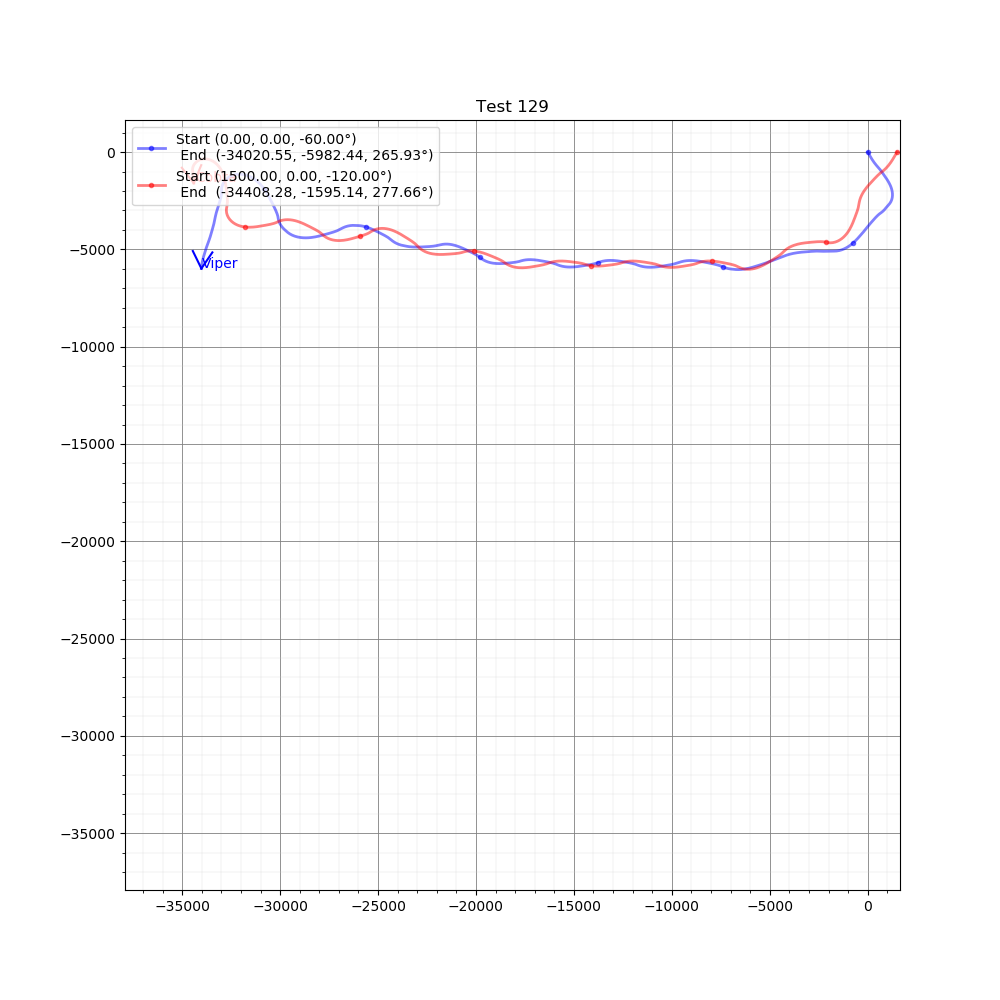 Test 129
Start (0.00, 0.00, -60.00°)
End  (-34020.55, -5982.44, 265.93°)
Start (1500.00, 0.00, -120.00°)
End  (-34408.28, -1595.14, 277.66°)
Viper
0
−5000
−10000
−15000
−20000
−25000
−30000
−35000
−35000 −30000 −25000 −20000 −15000 −10000 −5000 0